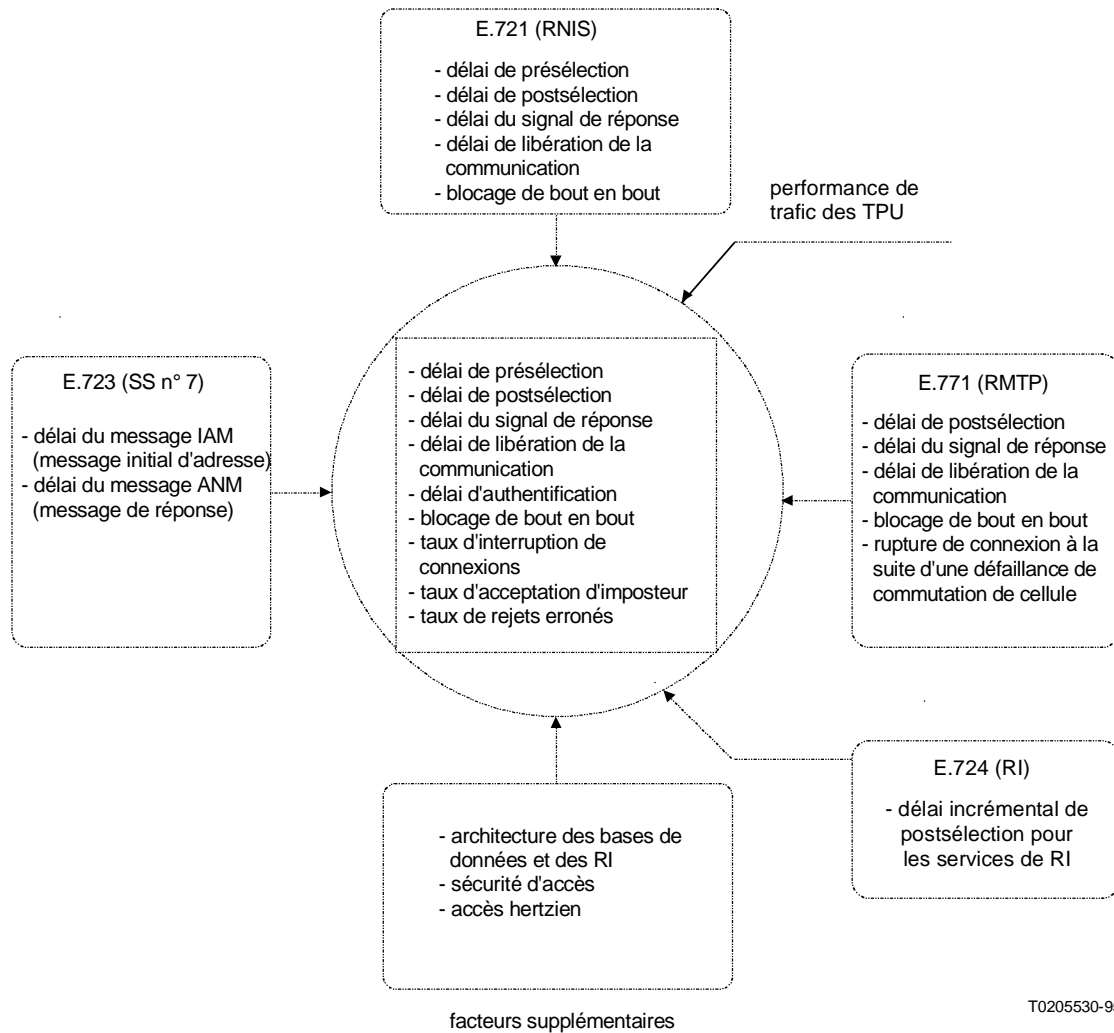 E.721 (RNIS)
- délai de présélection
- délai de postsélection
- délai du signal de réponse
- délai de libération de la
communication
- blocage de bout en bout
performance de
trafic des TPU
E.723 (SS n° 7)
- délai du message IAM
(message initial d'adresse)
- délai du message ANM
(message de réponse)
- délai de présélection
- délai de postsélection
- délai du signal de réponse
- délai de libération de la
communication
- délai d'authentification
- blocage de bout en bout
- taux d'interruption de
connexions
- taux d'acceptation d'imposteur
- taux de rejets erronés
E.771 (RMTP)
- délai de postsélection
- délai du signal de réponse
- délai de libération de la
communication
- blocage de bout en bout
- rupture de connexion à la
suite d'une défaillance de
commutation de cellule
E.724 (RI)
- délai incrémental de
postsélection pour
les services de RI
- architecture des bases de
données et des RI
- sécurité d'accès
- accès hertzien
facteurs supplémentaires